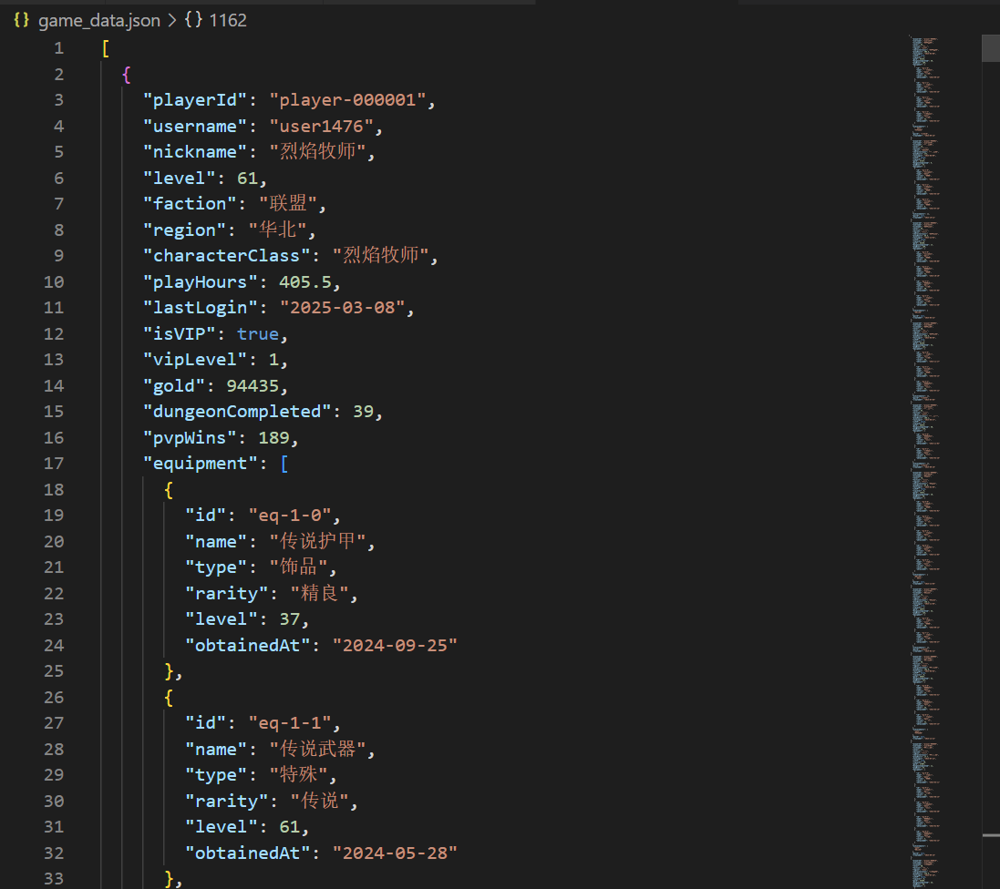 {} game_data.json > {} 1162
1 [
2 {
3 "playerId": "player-000001",
4 "username": "user1476",
5 "nickname": "烈焰牧师",
6 "level": 61,
7 "faction": "联盟",
8 "region": "华北",
9 "characterClass": "烈焰牧师",
10 "playHours": 405.5,
11 "lastLogin": "2025-03-08",
12 "isVIP": true,
13 "vipLevel": 1,
14 "gold": 94435,
15 "dungeonCompleted": 39,
16 "pvpWins": 189,
17 "equipment": [
18 {
19 "id": "eq-1-0",
20 "name": "传说护甲",
21 "type": "饰品",
22 "rarity": "精良",
23 "level": 37,
24 "obtainedAt": "2024-09-25"
25 },
26 {
27 "id": "eq-1-1",
28 "name": "传说武器",
29 "type": "特殊",
30 "rarity": "传说",
31 "level": 61,
32 "obtainedAt": "2024-05-28"
33 },